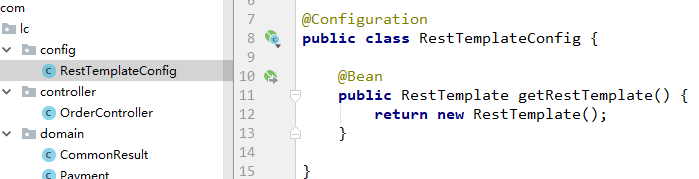 com
lc
config
RestTemplateConfig
controller
OrderController
domain
CommonResult
Payment
6
7 @Configuration
8 public class RestTemplateConfig {
9
10 @Bean
11 public RestTemplate getRestTemplate() {
12 return new RestTemplate();
13 }
14
15 }